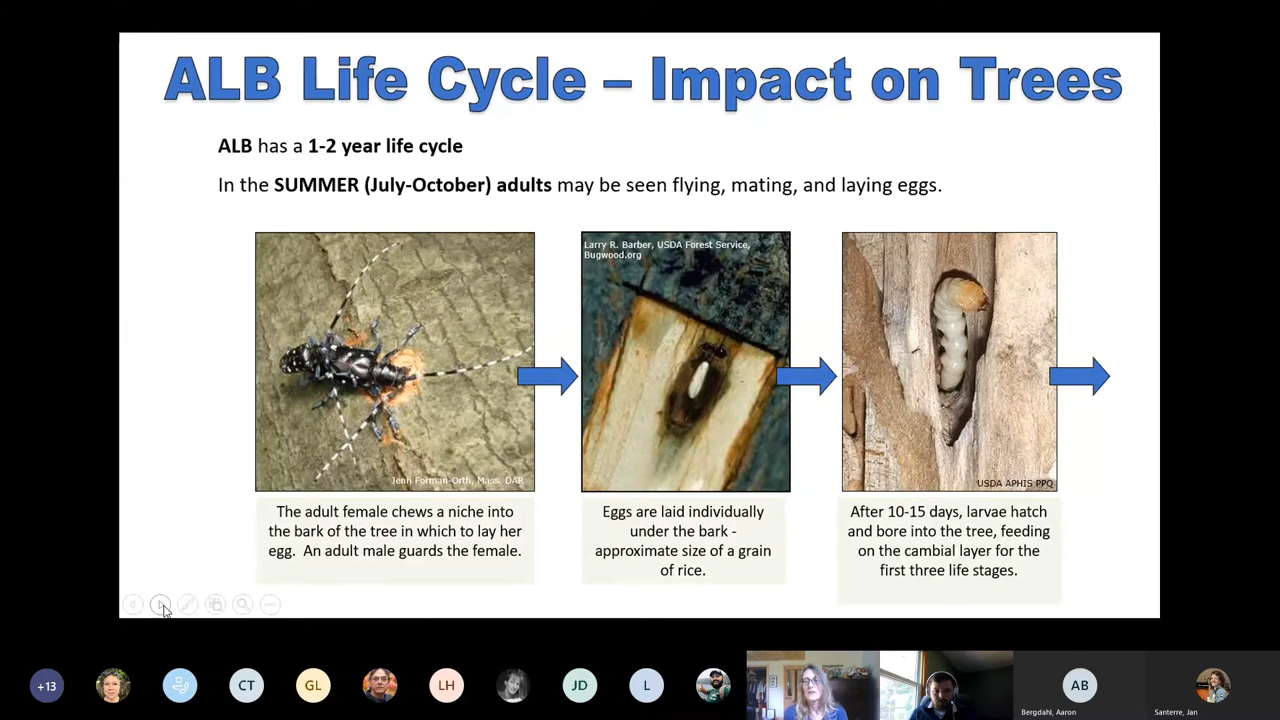 ALB Life Cycle – Impact on Trees
ALB has a 1-2 year life cycle
In the SUMMER (July-October) adults may be seen flying, mating, and laying eggs.
Jenn Forman-Orth, Mass. DAR
Larry R. Barber, USDA Forest Service,
Bugwood.org
USDA APHIS PPQ
The adult female chews a niche into
the bark of the tree in which to lay her
egg. An adult male guards the female.
Eggs are laid individually
under the bark -
approximate size of a grain
of rice.
After 10-15 days, larvae hatch
and bore into the tree, feeding
on the cambial layer for the
first three life stages.
+13
CT
GL
LH
JD
L
AB
Bergdahl, Aaron
Santerre, Jan